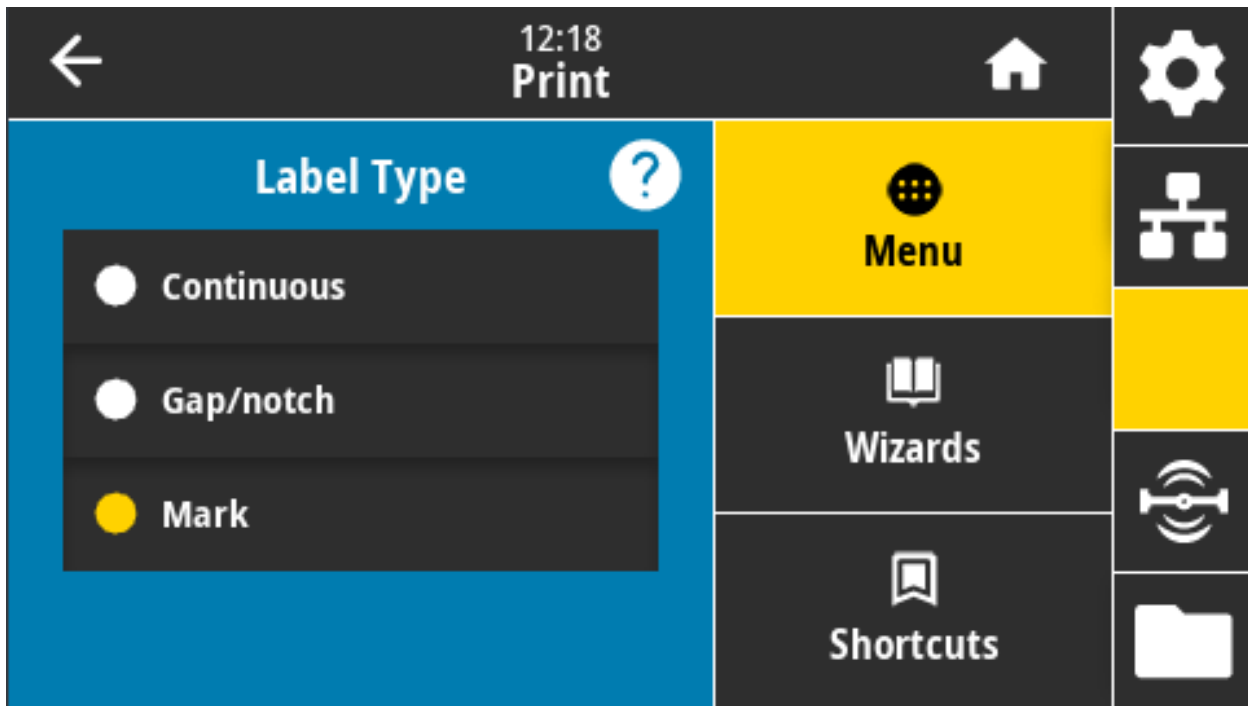 12:18
Print
Label Type
?
Continuous
Gap/notch
Mark
Menu
Wizards
Shortcuts